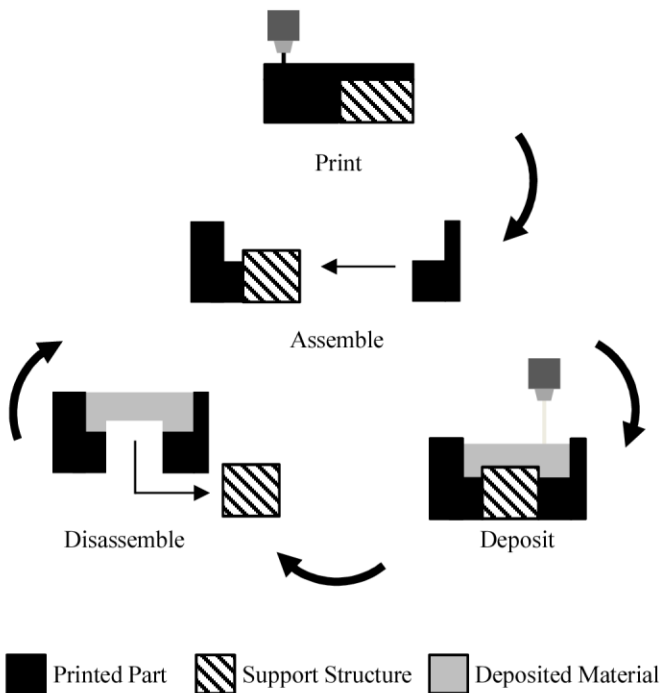 Print
Assemble
Disassemble
Deposit
Printed Part
Support Structure
Deposited Material